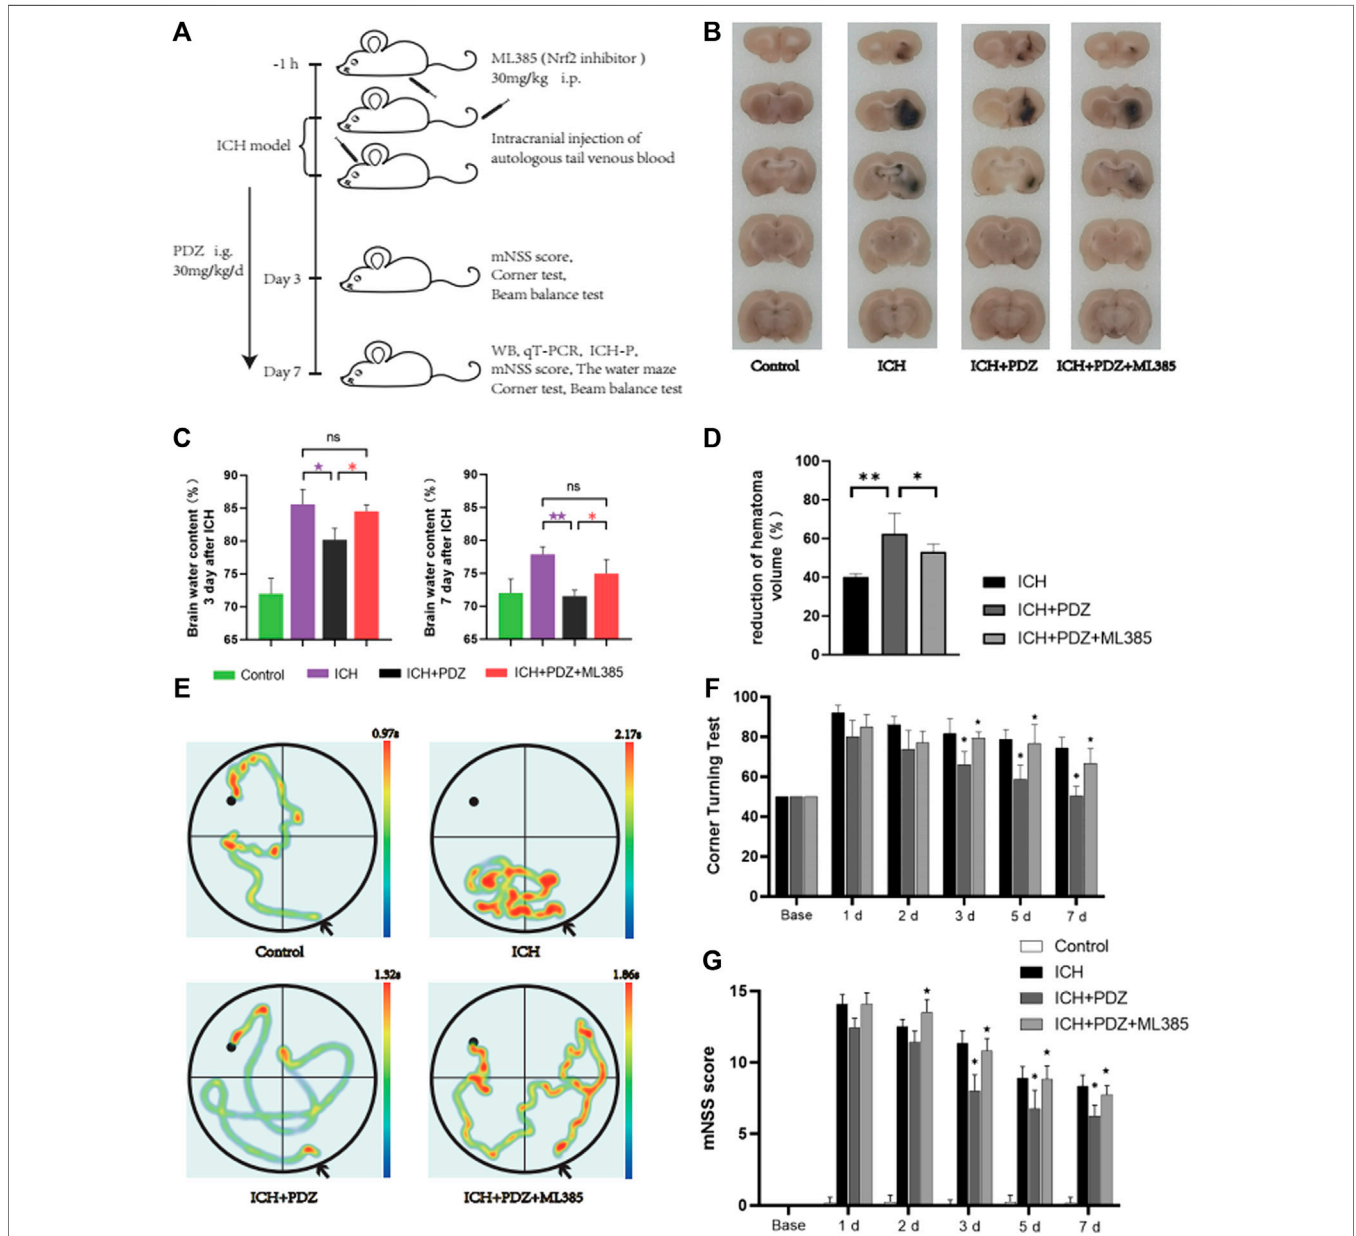 A
-1 h
ML385 (Nrf2 inhibitor )
30mg/kg i.p.
ICH model
Intracranial injection of
autologous tail venous blood
PDZ i.g.
30mg/kg/d
Day 3
mNSS score,
Corner test,
Beam balance test
Day 7
WB, qT-PCR, ICH-P,
mNSS score, The water maze
Corner test, Beam balance test
B
Control
ICH
ICH+PDZ
ICH+PDZ+ML385
C
Brain water content (%)
3 day after ICH
90
85
80
75
70
65
ns
★
*
Brain water content (%)
7 day after ICH
90
85
80
75
70
65
ns
★★
*
Control
ICH
ICH+PDZ
ICH+PDZ+ML385
D
reduction of hematoma
volume (%)
100
80
60
40
20
0
**
*
ICH
ICH+PDZ
ICH+PDZ+ML385
E
0.97s
Control
2.17s
ICH
1.32s
ICH+PDZ
1.86s
ICH+PDZ+ML385
F
Corner Turning Test
100
80
60
40
20
0
* ★
* ★
* ★
Base
1 d
2 d
3 d
5 d
7 d
G
Control
ICH
ICH+PDZ
ICH+PDZ+ML385
mNSS score
15
10
5
0
★
* ★
* ★
* ★
Base
1 d
2 d
3 d
5 d
7 d